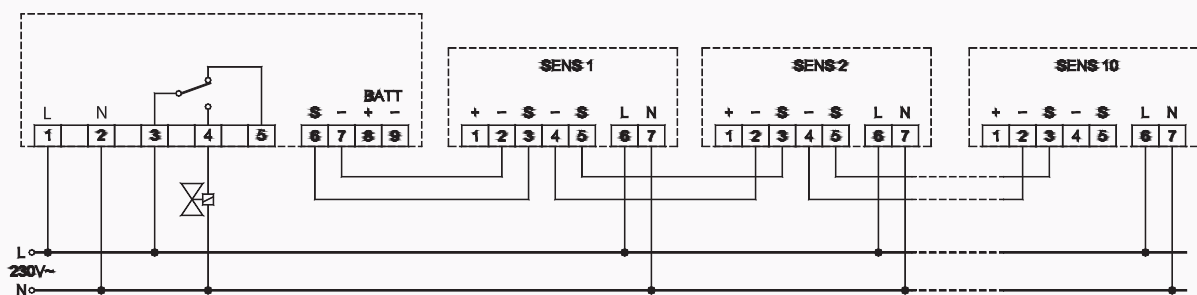 SENS 1 SENS 2 SENS 10
BATT
L N S – + – + – S – S L N + – S – S L N + – S – S L N
1 2 3 4 5 6 7 8 9 1 2 3 4 5 6 7 1 2 3 4 5 6 7 1 2 3 4 5 6 7
L
230V~
N